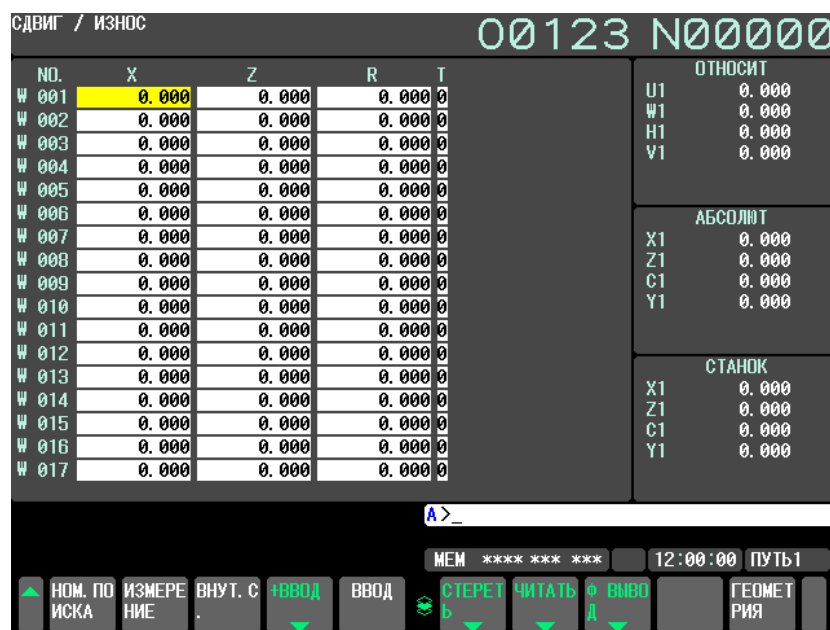 СДВИГ / ИЗНОС
O0123 N00000
NO. X Z R T
W 001 0.000 0.000 0.000 0
W 002 0.000 0.000 0.000 0
W 003 0.000 0.000 0.000 0
W 004 0.000 0.000 0.000 0
W 005 0.000 0.000 0.000 0
W 006 0.000 0.000 0.000 0
W 007 0.000 0.000 0.000 0
W 008 0.000 0.000 0.000 0
W 009 0.000 0.000 0.000 0
W 010 0.000 0.000 0.000 0
W 011 0.000 0.000 0.000 0
W 012 0.000 0.000 0.000 0
W 013 0.000 0.000 0.000 0
W 014 0.000 0.000 0.000 0
W 015 0.000 0.000 0.000 0
W 016 0.000 0.000 0.000 0
W 017 0.000 0.000 0.000 0
ОТНОСИТ
U1 0.000
W1 0.000
H1 0.000
V1 0.000
АБСОЛЮТ
X1 0.000
Z1 0.000
C1 0.000
Y1 0.000
СТАНОК
X1 0.000
Z1 0.000
C1 0.000
Y1 0.000
A >_
MEM **** *** *** 12:00:00 ПУТЬ1
НОМ. ПО
ИСКА
ИЗМЕРЕ
НИЕ
ВНУТ. С
.
+ВВОД
ВВОД
СТЕРЕТ
Ь
ЧИТАТЬ
Ф ВЫВО
Д
ГЕОМЕТ
РИЯ